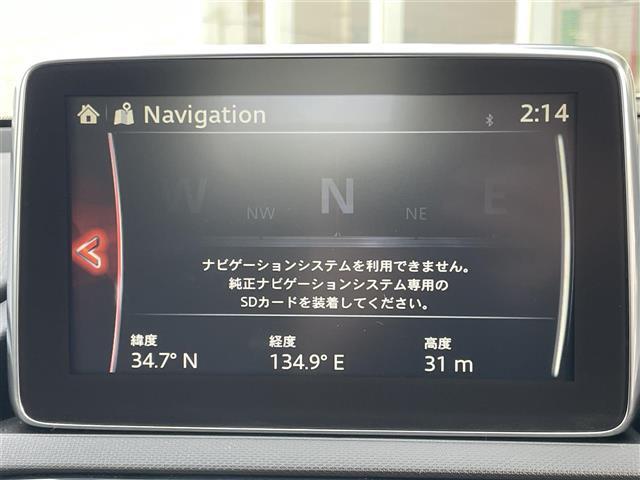 Navigation
2:14
W NW N NE E
ナビゲーションシステムを利用できません。
純正ナビゲーションシステム専用の
SDカードを装着してください。
緯度 経度 高度
34.7° N 134.9° E 31 m